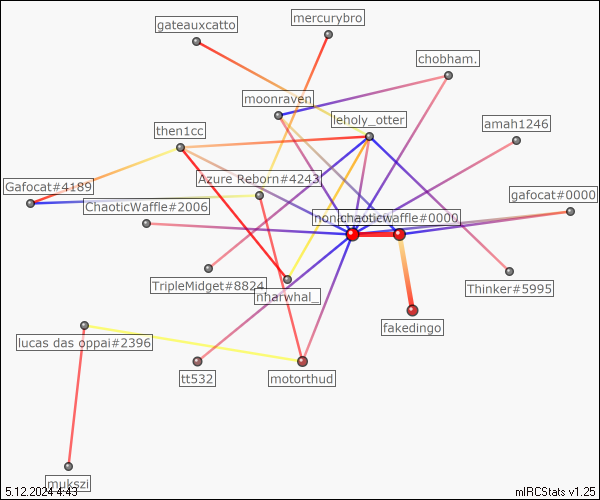 mercurybro
gateauxcatto
chobham.
moonraven
leholy_otter
amah1246
then1cc
Azure Reborn#4243
Gafocat#4189
gafocat#0000
ChaoticWaffle#2006
chaoticwaffle#0000
TripleMidget#8824
Thinker#5995
nharwhal_
fakedingo
lucas das oppai#2396
tt532
motorthud
mukszi
5.12.2024 4:43
mIRCStats v1.25